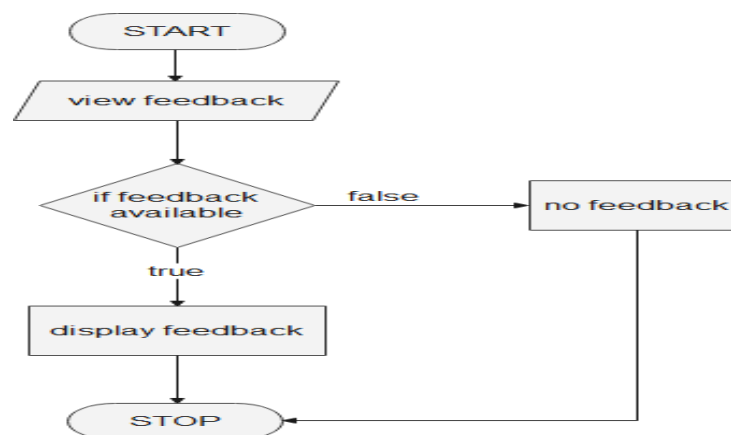 START
view feedback
if feedback
available
false
no feedback
true
display feedback
STOP